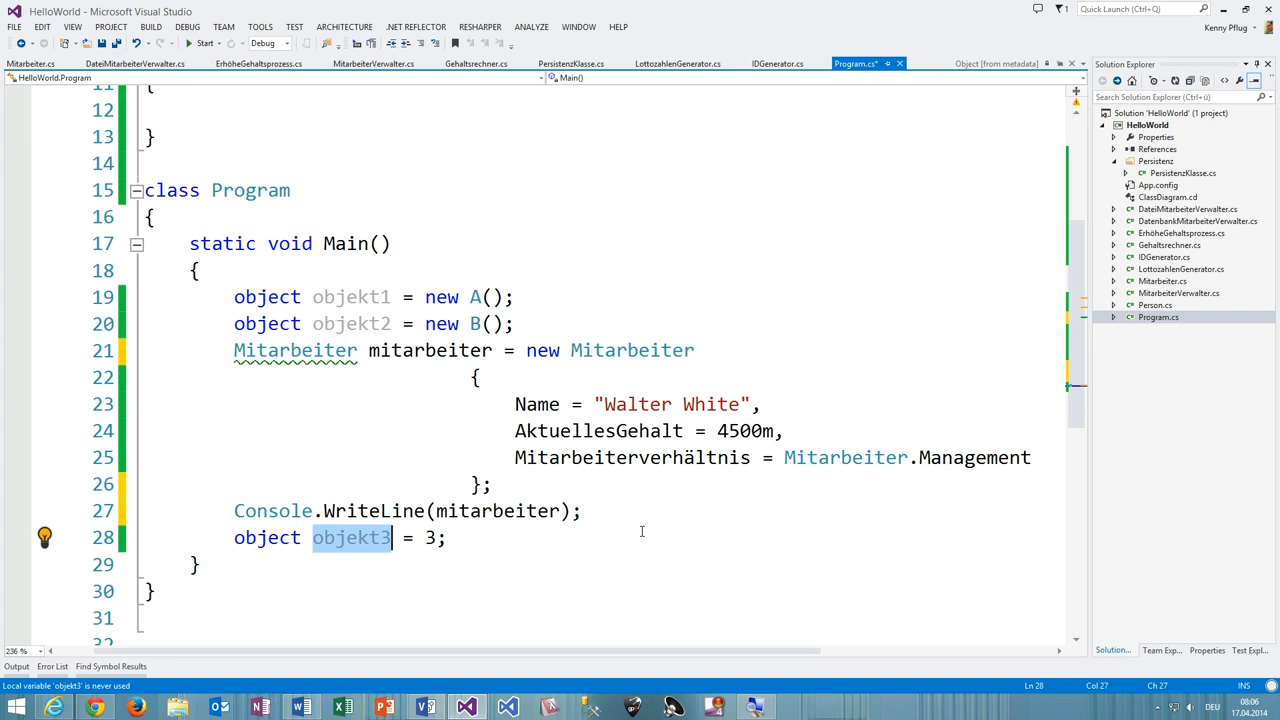 HelloWorld - Microsoft Visual Studio
Quick Launch (Ctrl+Q)
FILE EDIT VIEW PROJECT BUILD DEBUG TEAM TOOLS TEST ARCHITECTURE .NET REFLECTOR RESHARPER ANALYZE WINDOW HELP
Kenny Pflug
Start Debug
Mitarbeiter.cs DateiMitarbeiterVerwalter.cs ErhöheGehaltsprozess.cs MitarbeiterVerwalter.cs Gehaltsrechner.cs PersistenzKlasse.cs LottozahlenGenerator.cs IDGenerator.cs Program.cs* Object [from metadata]
HelloWorld.Program Main()
11 {
12
13 }
14
15 class Program
16 {
17 static void Main()
18 {
19 object objekt1 = new A();
20 object objekt2 = new B();
21 Mitarbeiter mitarbeiter = new Mitarbeiter
22 {
23 Name = "Walter White",
24 AktuellesGehalt = 4500m,
25 Mitarbeiterverhältnis = Mitarbeiter.Management
26 };
27 Console.WriteLine(mitarbeiter);
28 object objekt3 = 3;
29 }
30 }
31
32
236 %
Solution Explorer
Search Solution Explorer (Ctrl+ü)
Solution 'HelloWorld' (1 project)
HelloWorld
Properties
References
Persistenz
PersistenzKlasse.cs
App.config
ClassDiagram.cd
DateiMitarbeiterVerwalter.cs
DatenbankMitarbeiterVerwalter.cs
ErhöheGehaltsprozess.cs
Gehaltsrechner.cs
IDGenerator.cs
LottozahlenGenerator.cs
Mitarbeiter.cs
MitarbeiterVerwalter.cs
Person.cs
Program.cs
Solution... Team Exp... Properties Test Expl...
Output Error List Find Symbol Results
Local variable 'objekt3' is never used
Ln 28 Col 27 Ch 27 INS
DEU
08:06
17.04.2014